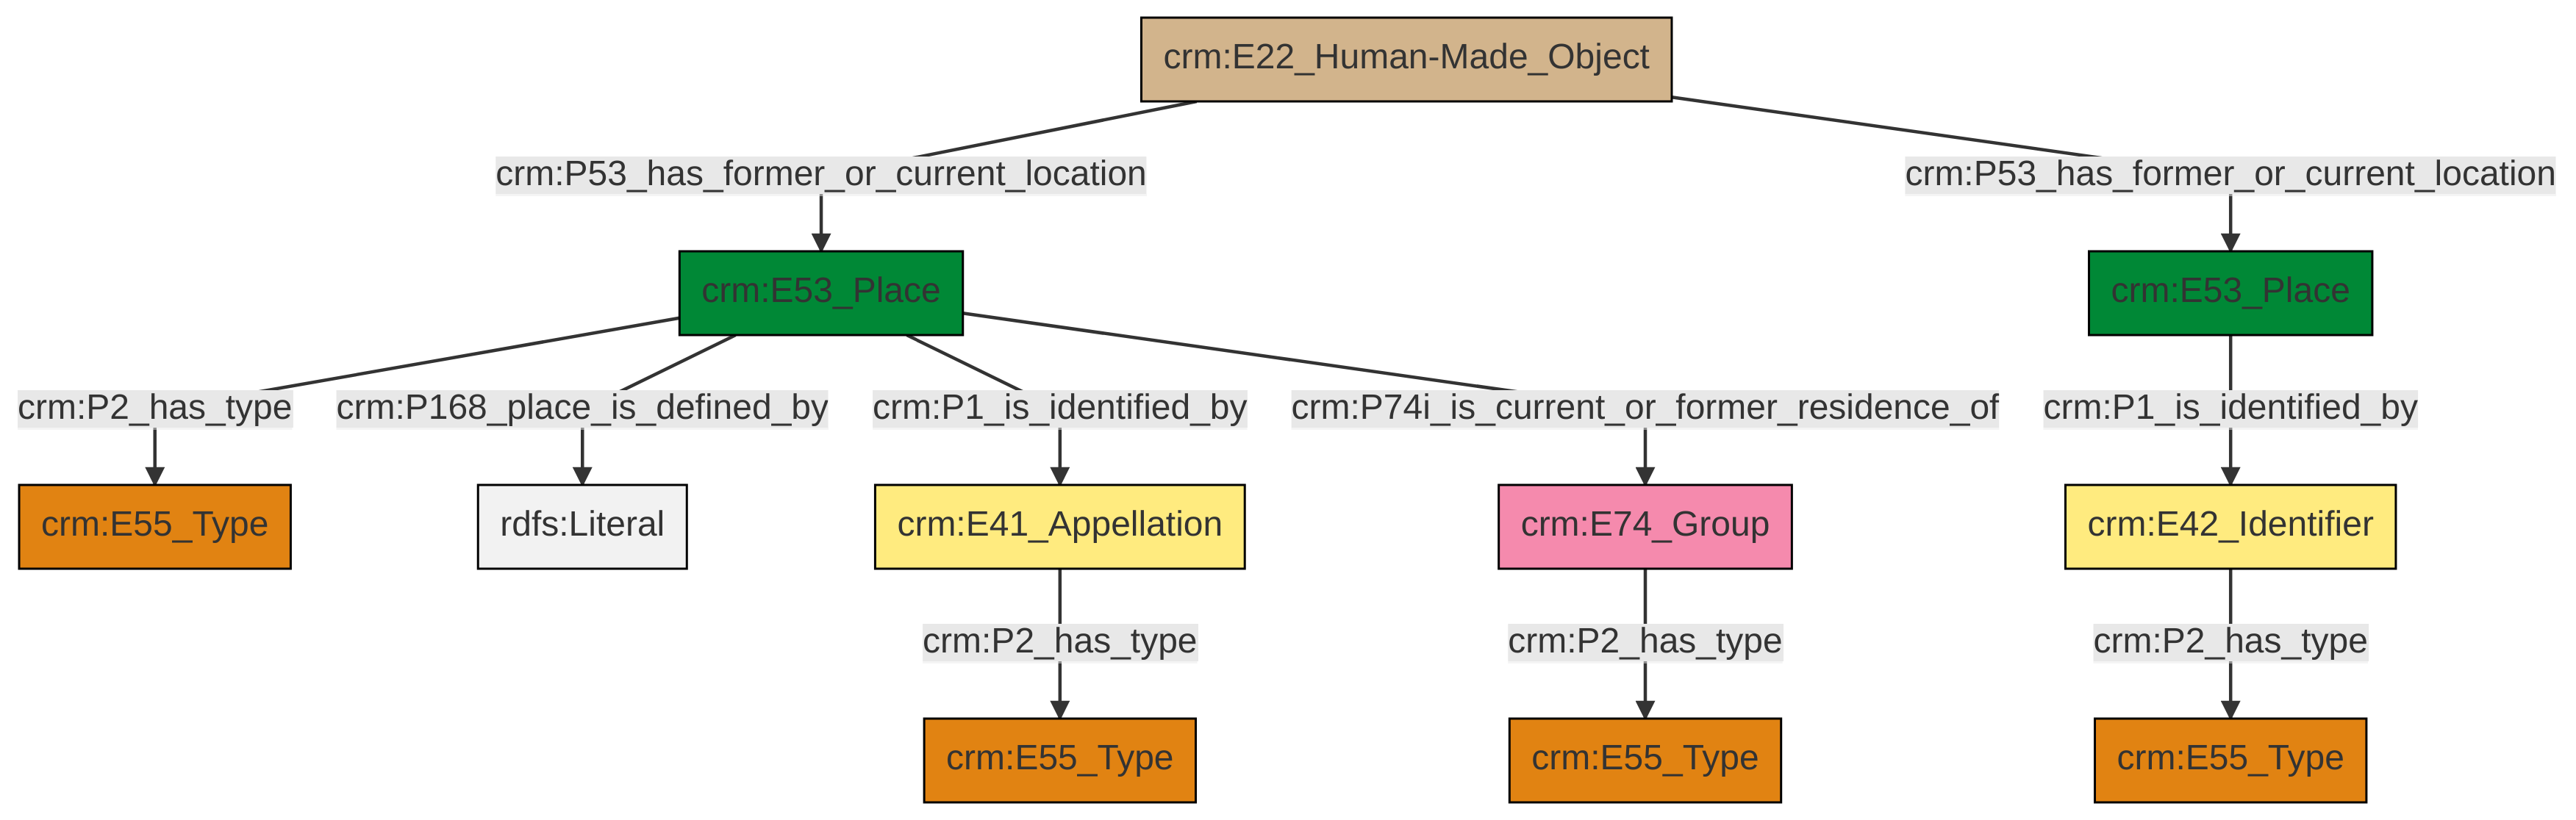 crm:E22_Human-Made_Object
crm:P53_has_former_or_current_location
crm:P53_has_former_or_current_location
crm:E53_Place
crm:E53_Place
crm:P2_has_type
crm:P168_place_is_defined_by
crm:P1_is_identified_by
crm:P74i_is_current_or_former_residence_of
crm:P1_is_identified_by
crm:E55_Type
rdfs:Literal
crm:E41_Appellation
crm:E74_Group
crm:E42_Identifier
crm:P2_has_type
crm:P2_has_type
crm:P2_has_type
crm:E55_Type
crm:E55_Type
crm:E55_Type